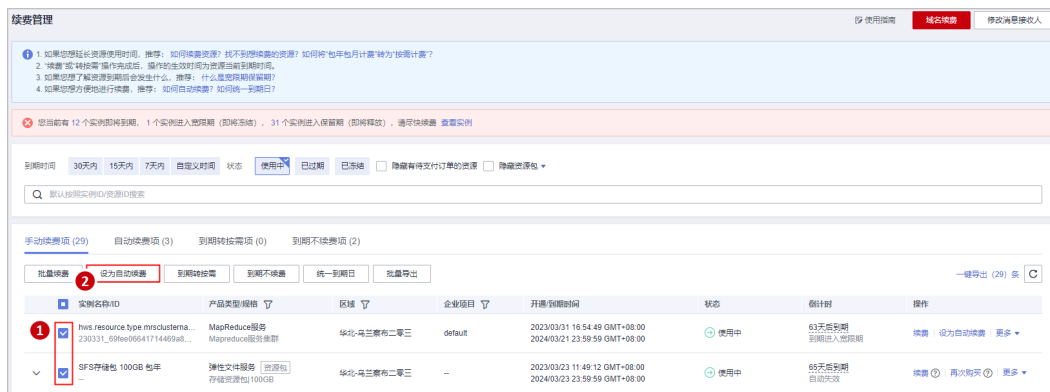 续费管理
使用指南
域名续费
修改消息接收人
1. 如果您想延长资源使用时间，推荐： 如何续费资源？找不到想续费的资源？如何将“包年包月计费”转为“按需计费”？
2. “续费”或“转按需”操作完成后，操作的生效时间为资源当前到期时间。
3. 如果您想了解资源到期后会发生什么，推荐： 什么是宽限期保留期？
4. 如果您想方便地进行续费，推荐： 如何自动续费？如何统一到期日？
您当前有 12 个实例即将到期， 1 个实例进入宽限期（即将冻结）， 31 个实例进入保留期（即将释放），请尽快续费 查看实例
到期时间 30天内 15天内 7天内 自定义时间 状态 使用中 已过期 已冻结 隐藏有待支付订单的资源 隐藏资源包
默认按照实例ID/资源ID搜索
手动续费项 (29) 自动续费项 (3) 到期转按需项 (0) 到期不续费项 (2)
批量续费 设为自动续费 到期转按需 到期不续费 统一到期日 批量导出 一键导出（29）条
2
实例名称/ID 产品类型/规格 区域 企业项目 开通/到期时间 状态 倒计时 操作
1
hws.resource.type.mrsclusterna... MapReduce服务 华北-乌兰察布二零三 default 2023/03/31 16:54:49 GMT+08:00 使用中 63天后到期 续费 设为自动续费 更多
230331_69fee06641714469a8... Mapreduce服务集群 2024/03/21 23:59:59 GMT+08:00 到期进入宽限期
SFS存储包 100GB 包年 弹性文件服务 资源包 华北-乌兰察布二零三 -- 2023/03/23 11:49:12 GMT+08:00 使用中 65天后到期 续费 再次购买 更多
-- 存储资源包|100GB 2024/03/23 23:59:59 GMT+08:00 自动失效